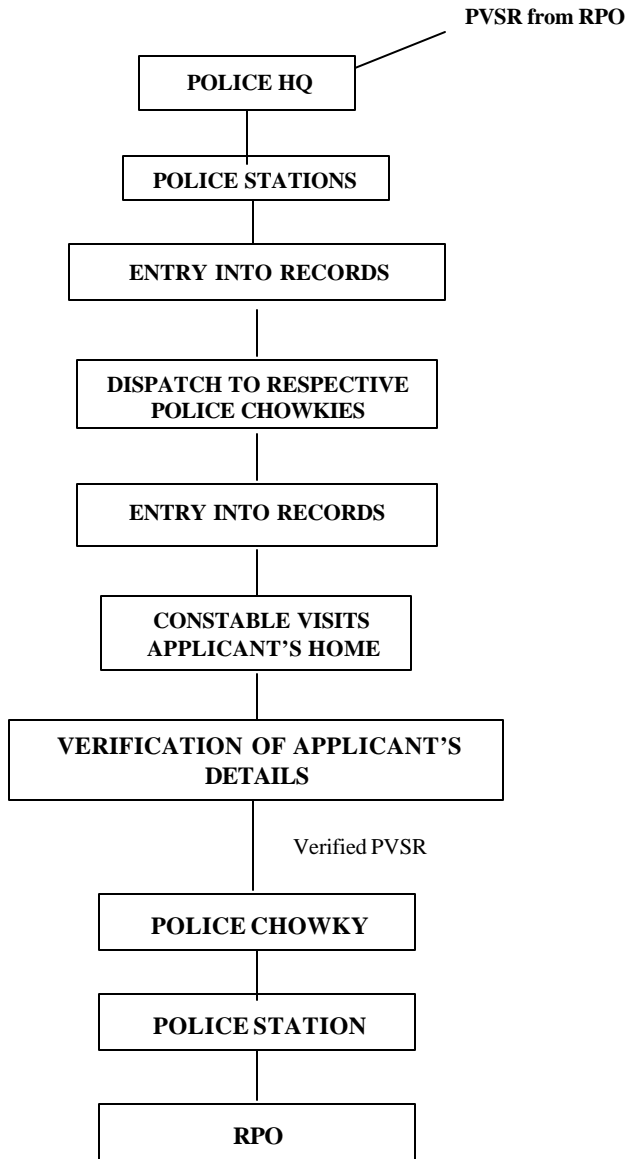 PVSR from RPO
POLICE HQ
POLICE STATIONS
ENTRY INTO RECORDS
DISPATCH TO RESPECTIVE
POLICE CHOWKIES
ENTRY INTO RECORDS
CONSTABLE VISITS
APPLICANT’S HOME
VERIFICATION OF APPLICANT’S
DETAILS
Verified PVSR
POLICE CHOWKY
POLICE STATION
RPO